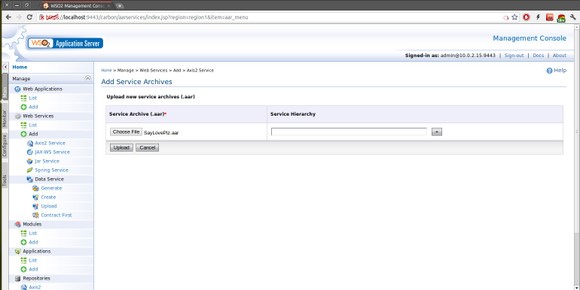 WSO2 Management Console
localhost:9443/carbon/aarservices/index.jsp?region=region1&item=aar_menu
WSO2 Application Server
Management Console
Signed-in as: admin@10.0.2.15:9443 | Sign-out | Docs | About
Home
Home > Manage > Web Services > Add > Axis2 Service
Help
Manage
Add Service Archives
Web Applications
List
Add
Upload new service archives (.aar)
Web Services
List
Add
Service Archive (.aar)* Service Hierarchy
Choose File SayLovePlz.aar +
Upload Cancel
Axis2 Service
JAX-WS Service
Jar Service
Spring Service
Data Service
Generate
Create
Upload
Contract First
Modules
List
Add
Applications
List
Add
Repositories
Axis2
Main
Monitor
Configure
Tools